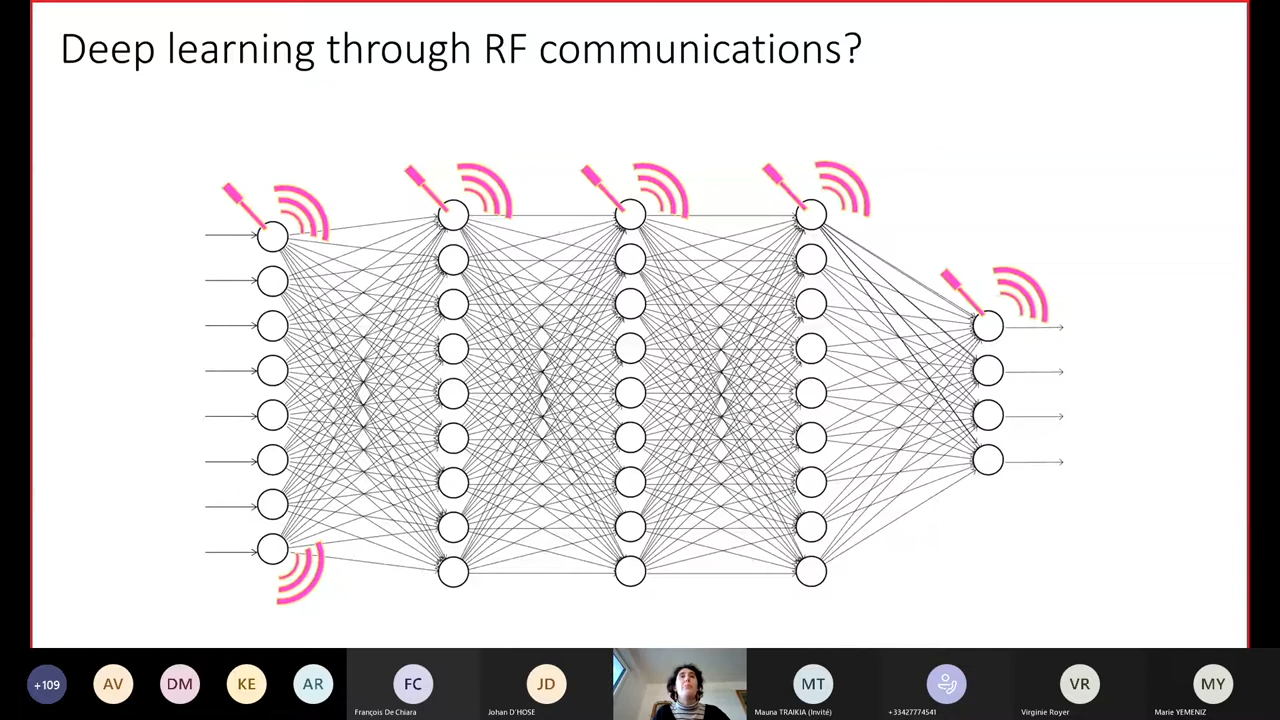 Deep learning through RF communications?
+109
AV
DM
KE
AR
FC
JD
MT
VR
MY
François De Chiara
Johan D'HOSE
Mauna TRAIKIA (Invité)
+33427774541
Virginie Royer
Marie YEMENIZ